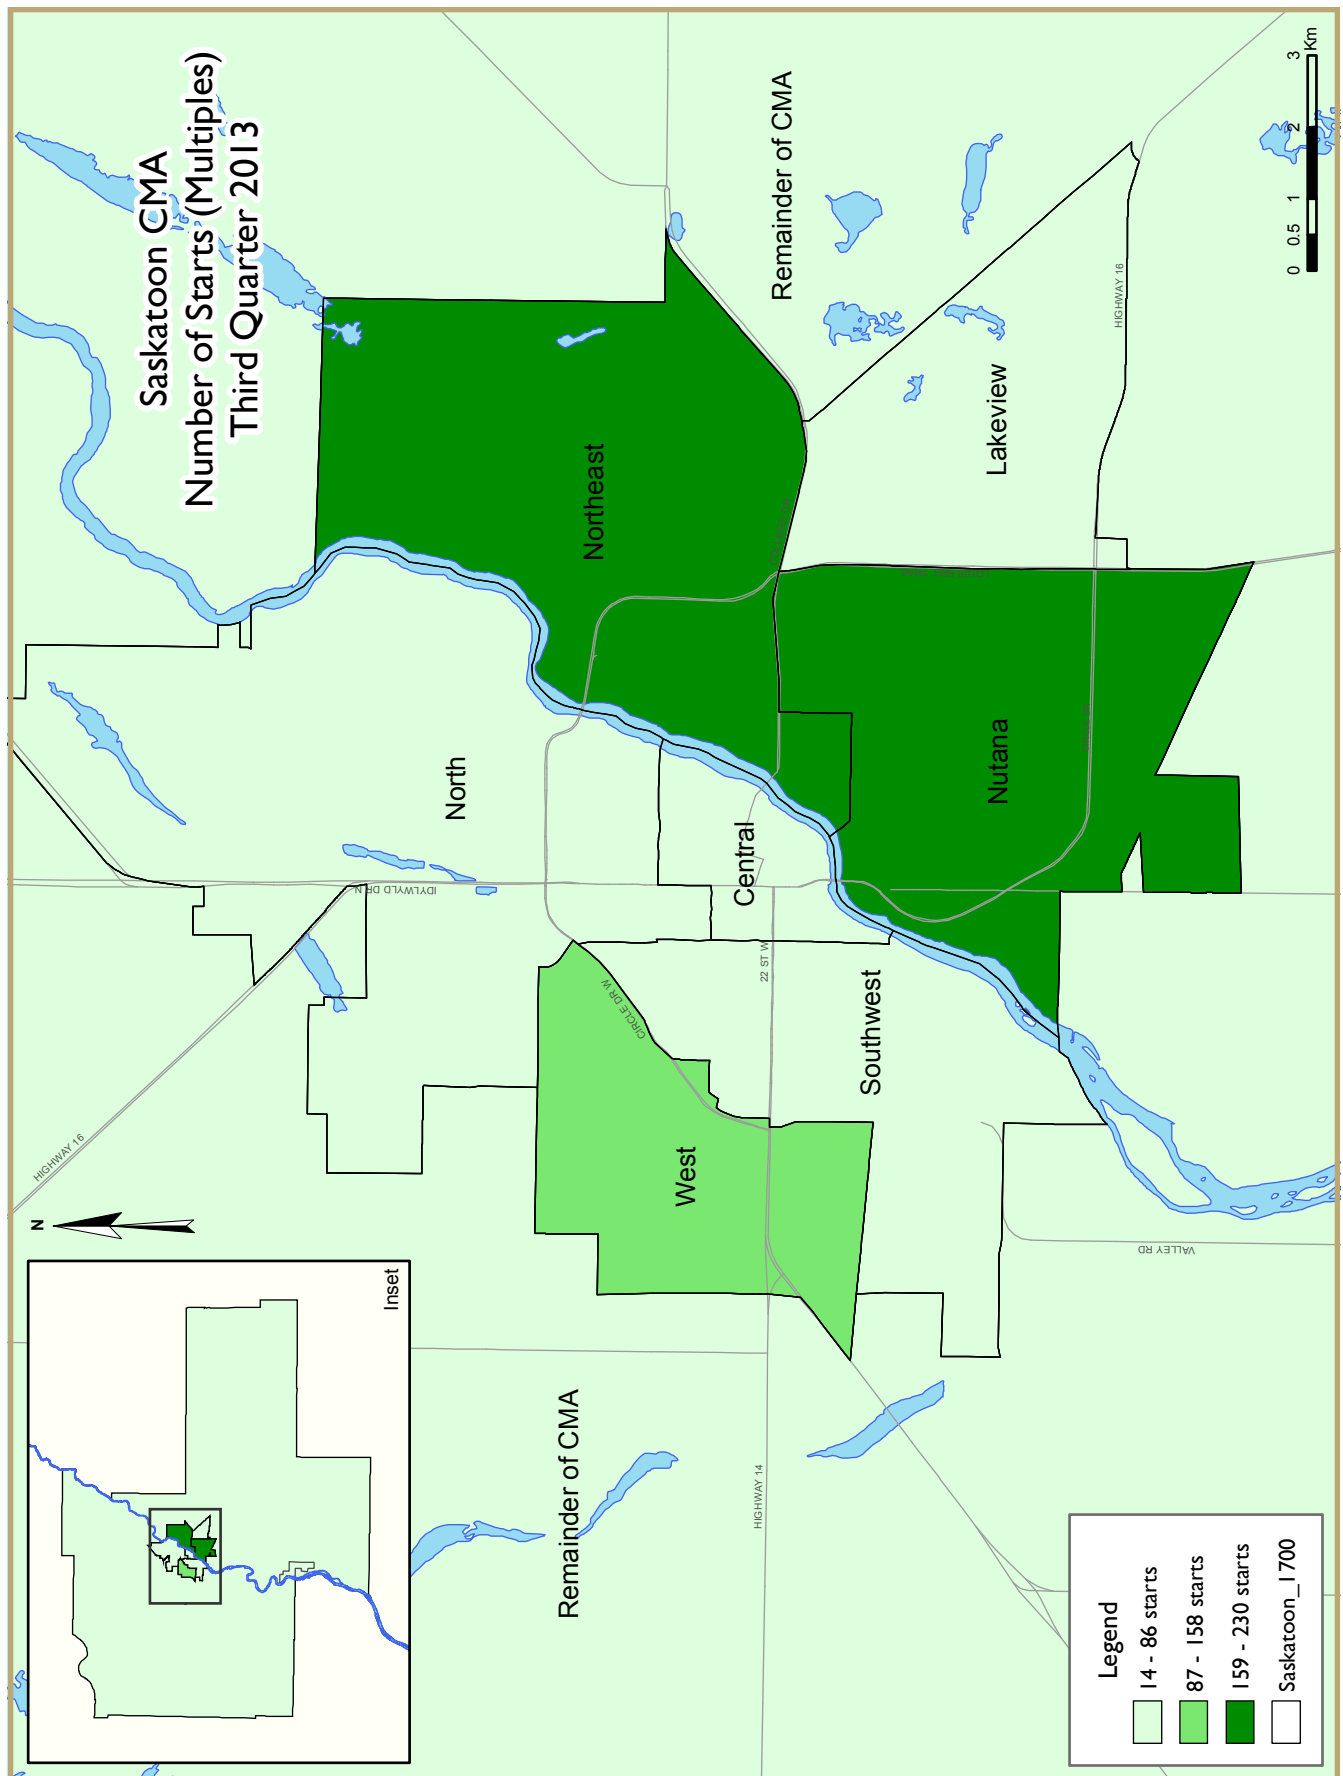 Saskatoon CMA
Number of Starts (Multiples)
Third Quarter 2013
N
Inset
HIGHWAY 16
IDYLWYLD DR N
North
Northeast
Remainder of CMA
West
CIRCLE DR W
22 ST W
Central
Southwest
Nutana
Lakeview
HIGHWAY 16
Remainder of CMA
HIGHWAY 14
VALLEY RD
Legend
14 - 86 starts
87 - 158 starts
159 - 230 starts
Saskatoon_1700
0 0.5 1 2 3
Km